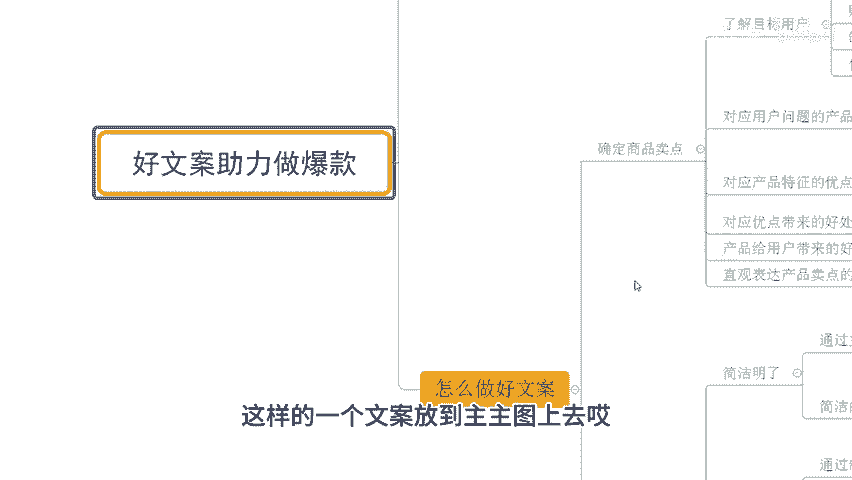 了解目标用户
对应用户问题的产品
好文案助力做爆款
确定商品卖点
对应产品特征的优点
对应优点带来的好处
产品给用户带来的好
直观表达产品卖点的
通过
简洁明了
怎么做好文案
简洁的
这样的一个文案放到主主图上去哎
通过